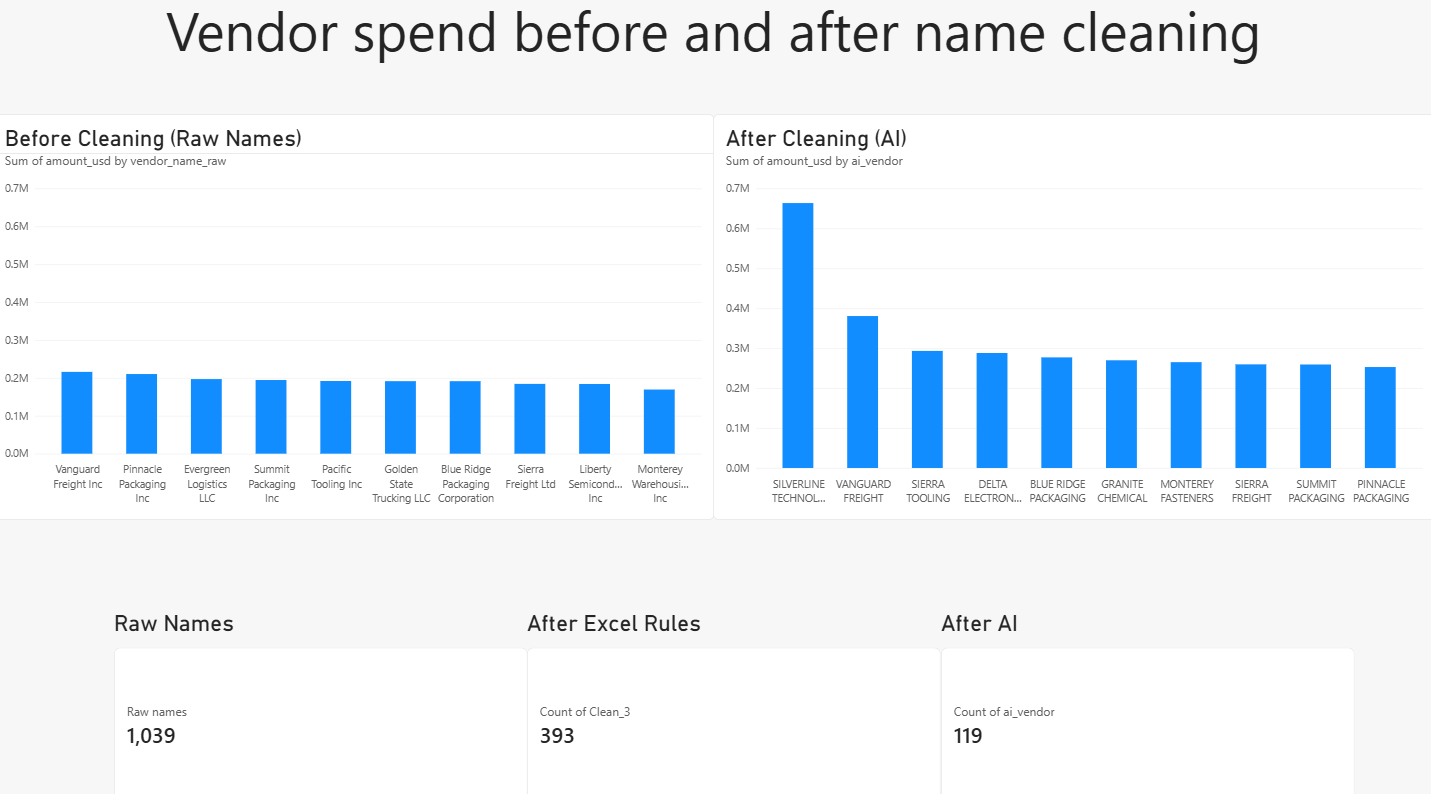 Vendor spend before and after name cleaning
Before Cleaning (Raw Names)
Sum of amount_usd by vendor_name_raw
0.7M
0.6M
0.5M
0.4M
0.3M
0.2M
0.1M
0.0M
Vanguard
Freight Inc
Pinnacle
Packaging
Inc
Evergreen
Logistics
LLC
Summit
Packaging
Inc
Pacific
Tooling Inc
Golden
State
Trucking LLC
Blue Ridge
Packaging
Corporation
Sierra
Freight Ltd
Liberty
Semicond...
Inc
Monterey
Warehousi...
Inc
After Cleaning (AI)
Sum of amount_usd by ai_vendor
0.7M
0.6M
0.5M
0.4M
0.3M
0.2M
0.1M
0.0M
SILVERLINE
TECHNOL...
VANGUARD
FREIGHT
SIERRA
TOOLING
DELTA
ELECTRON...
BLUE RIDGE
PACKAGING
GRANITE
CHEMICAL
MONTEREY
FASTENERS
SIERRA
FREIGHT
SUMMIT
PACKAGING
PINNACLE
PACKAGING
Raw Names
Raw names
1,039
After Excel Rules
Count of Clean_3
393
After AI
Count of ai_vendor
119